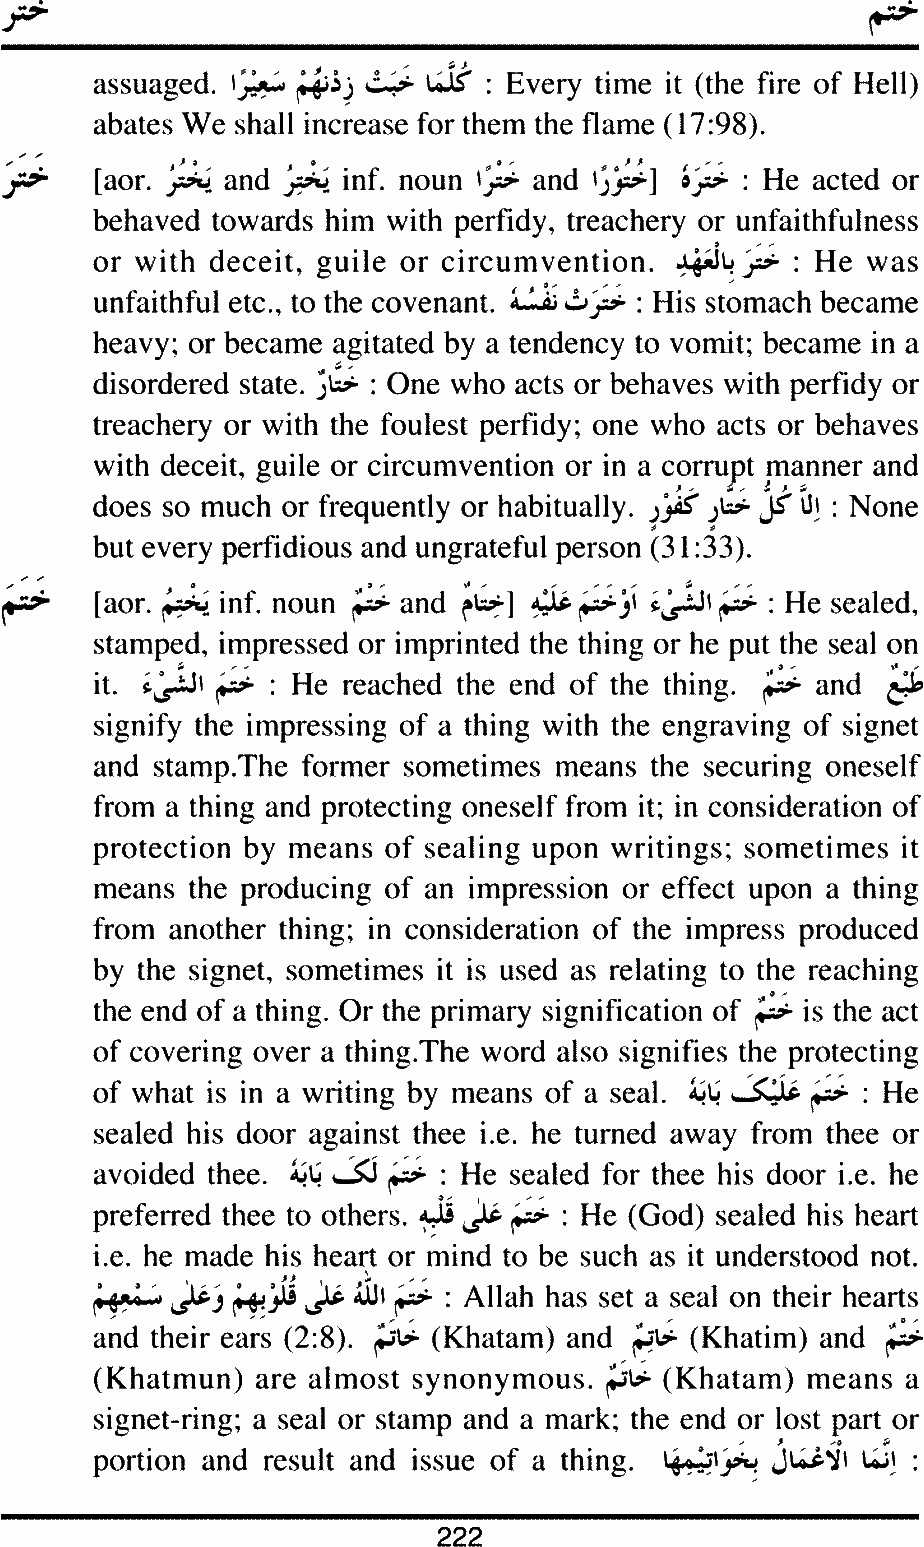 ختر ختم
assuaged. كُلَّمَا خَبَتْ زِدْنٰهُمْ سَعِيْرًا : Every time it (the fire of Hell)
abates We shall increase for them the flame (17:98).
خَتَرَ [aor. يَخْتُرُ and يَخْتِرُ inf. noun خَتْرًا and خُتُوْرًا] خَتَرَهٗ : He acted or
behaved towards him with perfidy, treachery or unfaithfulness
or with deceit, guile or circumvention. خَتَرَ بِالْعَهْدِ : He was
unfaithful etc., to the covenant. خَتَرَتْ نَفْسُهٗ : His stomach became
heavy; or became agitated by a tendency to vomit; became in a
disordered state. خَتَّارٌ : One who acts or behaves with perfidy or
treachery or with the foulest perfidy; one who acts or behaves
with deceit, guile or circumvention or in a corrupt manner and
does so much or frequently or habitually. اِلَّا كُلُّ خَتَّارٍ كَفُوْرٍ : None
but every perfidious and ungrateful person (31:33).
خَتَمَ [aor. يَخْتِمُ inf. noun خَتْمٌ and خِتَامٌ] خَتَمَ الشَّیْءَ اَوْخَتَمَ عَلَيْهِ : He sealed,
stamped, impressed or imprinted the thing or he put the seal on
it. خَتَمَ الشَّیْءَ : He reached the end of the thing. خَتْمٌ and طَبْعٌ
signify the impressing of a thing with the engraving of signet
and stamp.The former sometimes means the securing oneself
from a thing and protecting oneself from it; in consideration of
protection by means of sealing upon writings; sometimes it
means the producing of an impression or effect upon a thing
from another thing; in consideration of the impress produced
by the signet, sometimes it is used as relating to the reaching
the end of a thing. Or the primary signification of خَتْمٌ is the act
of covering over a thing.The word also signifies the protecting
of what is in a writing by means of a seal. خَتَمَ عَلَيْکَ بَابَهٗ : He
sealed his door against thee i.e. he turned away from thee or
avoided thee. خَتَمَ لَکَ بَابَهٗ : He sealed for thee his door i.e. he
preferred thee to others. خَتَمَ عَلٰی قَلْبِهٖ : He (God) sealed his heart
i.e. he made his heart or mind to be such as it understood not.
خَتَمَ اللّٰهُ عَلٰی قُلُوْبِهِمْ وَعَلٰی سَمْعِهِمْ : Allah has set a seal on their hearts
and their ears (2:8). خَاتَمٌ (Khatam) and خَاتِمٌ (Khatim) and خَتْمٌ
(Khatmun) are almost synonymous. خَاتَمٌ (Khatam) means a
signet-ring; a seal or stamp and a mark; the end or lost part or
portion and result and issue of a thing. اِنَّمَا الْاَعْمَالُ بِخَوَاتِيْمِهَا :
222